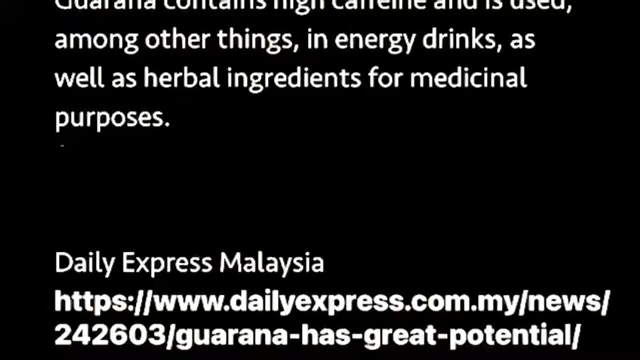 Guarana contains high caffeine and is used,
among other things, in energy drinks, as
well as herbal ingredients for medicinal
purposes.
Daily Express Malaysia
https://www.dailyexpress.com.my/news/
242603/guarana-has-great-potential/